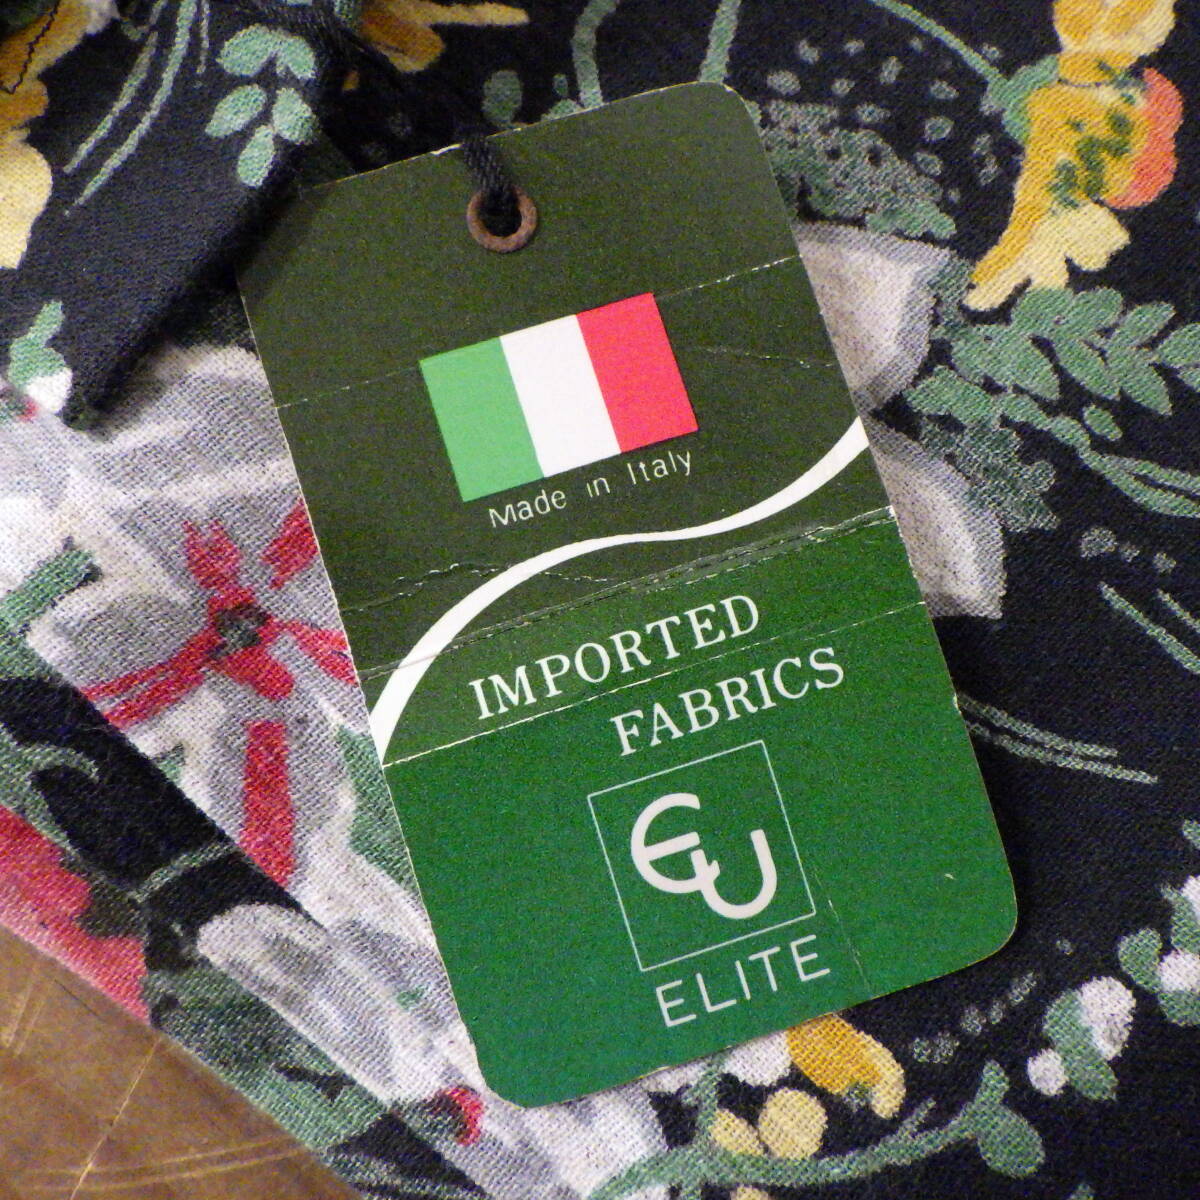 Made in Italy
IMPORTED
FABRICS
EU
ELITE